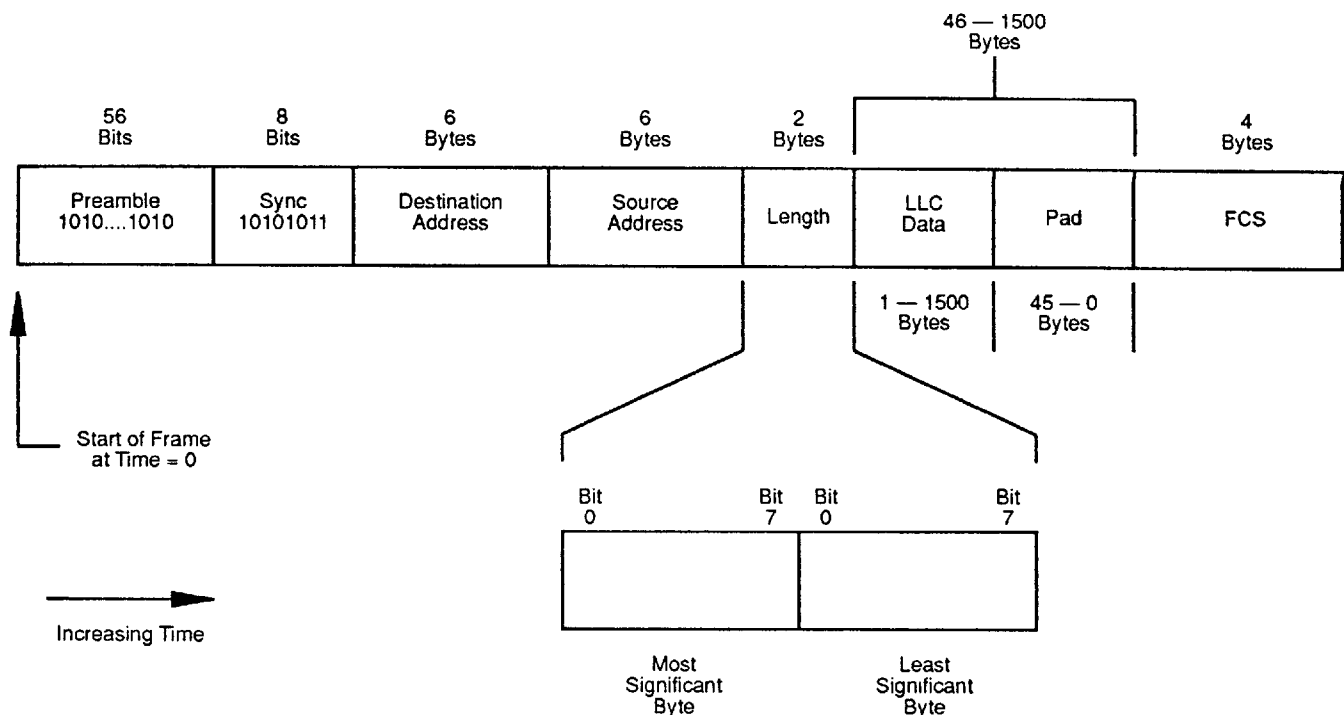 46 — 1500
Bytes
56
Bits
8
Bits
6
Bytes
6
Bytes
2
Bytes
4
Bytes
Preamble
1010....1010
Sync
10101011
Destination
Address
Source
Address
Length
LLC
Data
Pad
FCS
1 — 1500
Bytes
45 — 0
Bytes
Start of Frame
at Time = 0
Bit
0
Bit
7
Bit
0
Bit
7
Increasing Time
Most
Significant
Byte
Least
Significant
Byte